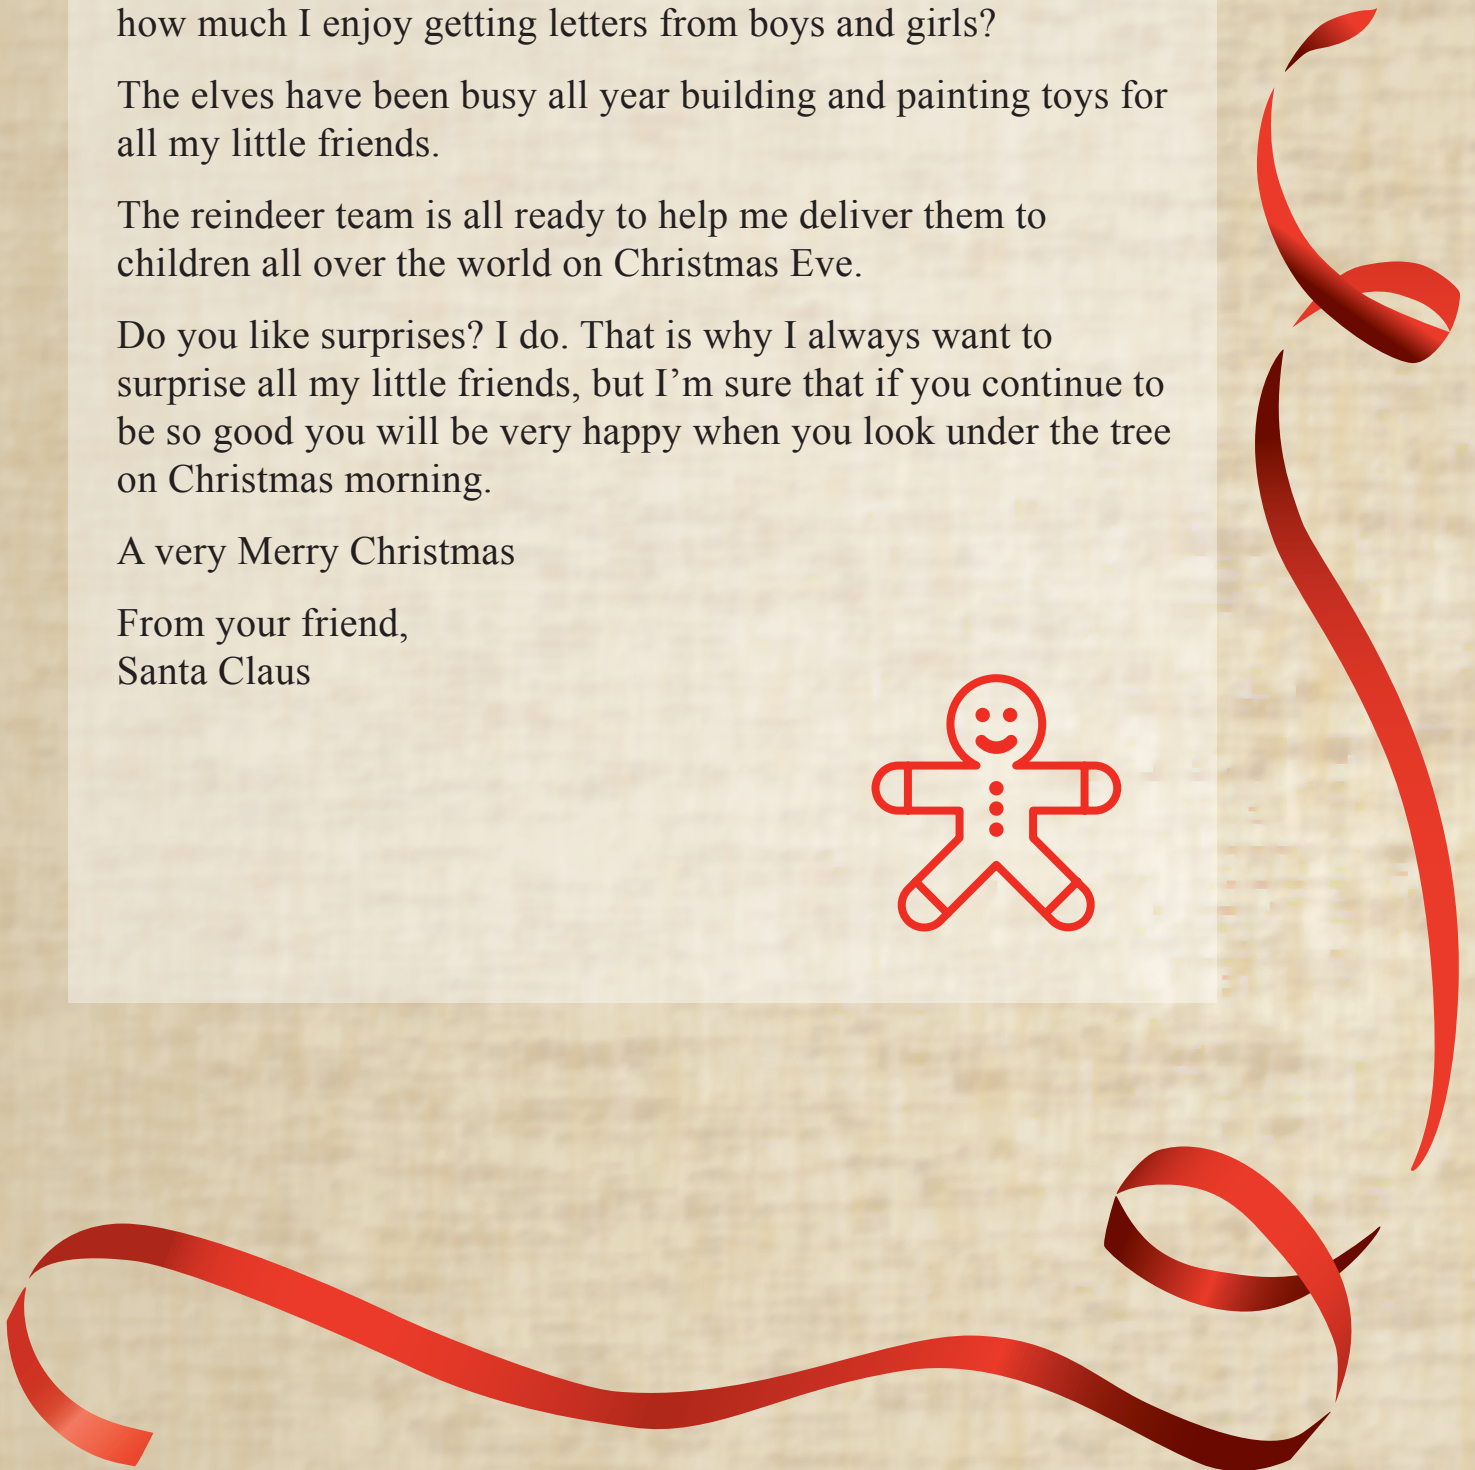 how much I enjoy getting letters from boys and girls?
The elves have been busy all year building and painting toys for
all my little friends.
The reindeer team is all ready to help me deliver them to
children all over the world on Christmas Eve.
Do you like surprises? I do. That is why I always want to
surprise all my little friends, but I’m sure that if you continue to
be so good you will be very happy when you look under the tree
on Christmas morning.
A very Merry Christmas
From your friend,
Santa Claus